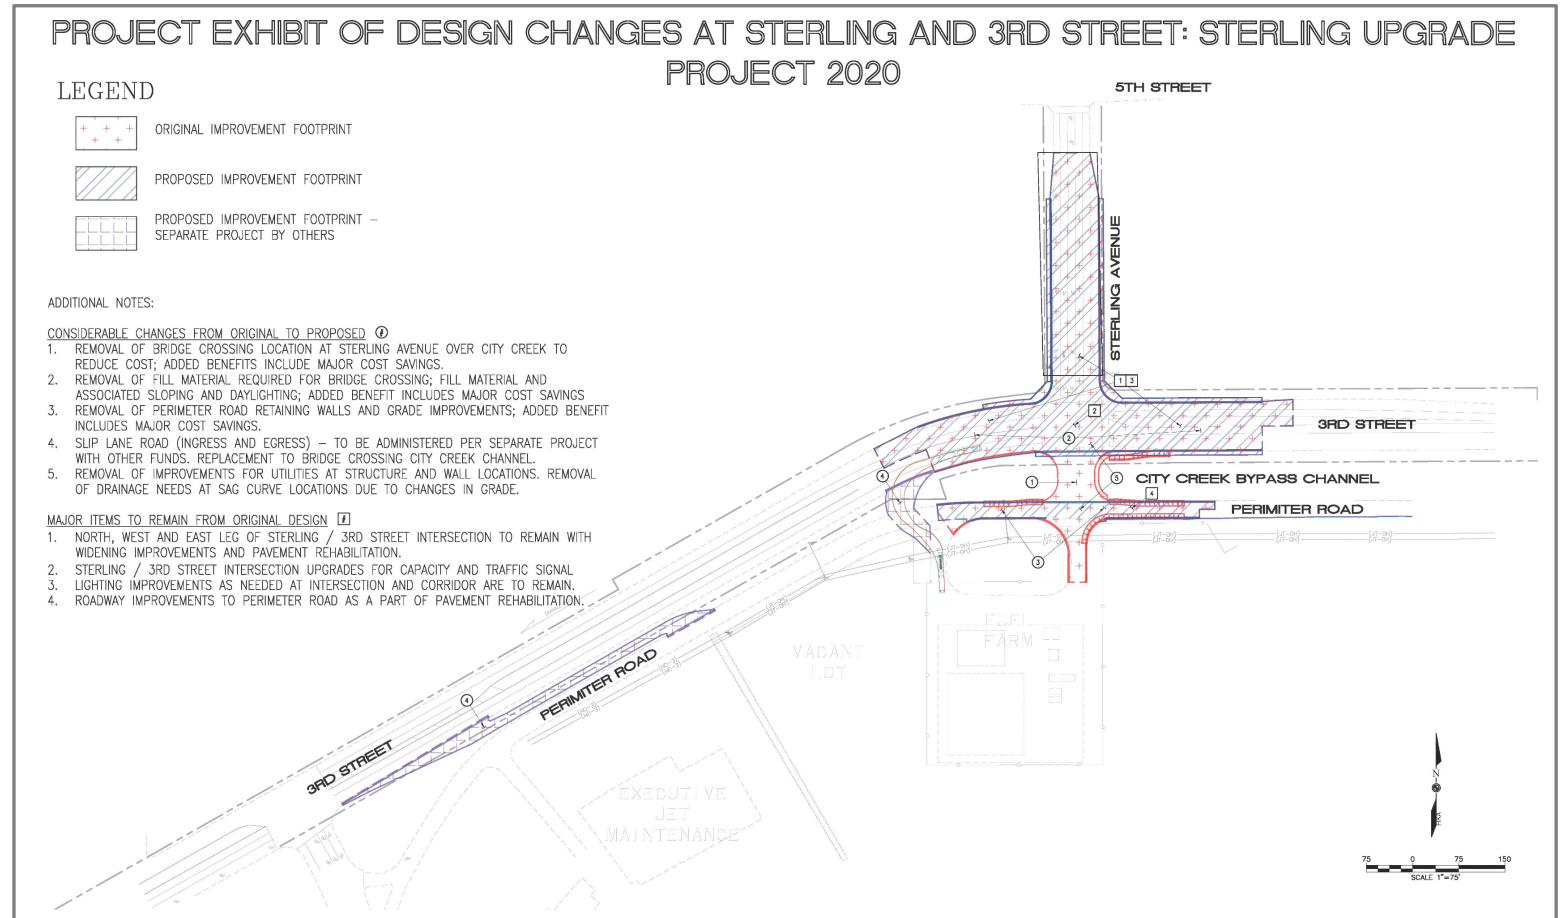 PROJECT EXHIBIT OF DESIGN CHANGES AT STERLING AND 3RD STREET: STERLING UPGRADE
PROJECT 2020
LEGEND
ORIGINAL IMPROVEMENT FOOTPRINT
PROPOSED IMPROVEMENT FOOTPRINT
PROPOSED IMPROVEMENT FOOTPRINT –
SEPARATE PROJECT BY OTHERS
ADDITIONAL NOTES:
CONSIDERABLE CHANGES FROM ORIGINAL TO PROPOSED #
1. REMOVAL OF BRIDGE CROSSING LOCATION AT STERLING AVENUE OVER CITY CREEK TO
REDUCE COST; ADDED BENEFITS INCLUDE MAJOR COST SAVINGS.
2. REMOVAL OF FILL MATERIAL REQUIRED FOR BRIDGE CROSSING; FILL MATERIAL AND
ASSOCIATED SLOPING AND DAYLIGHTING; ADDED BENEFIT INCLUDES MAJOR COST SAVINGS
3. REMOVAL OF PERIMETER ROAD RETAINING WALLS AND GRADE IMPROVEMENTS; ADDED BENEFIT
INCLUDES MAJOR COST SAVINGS.
4. SLIP LANE ROAD (INGRESS AND EGRESS) – TO BE ADMINISTERED PER SEPARATE PROJECT
WITH OTHER FUNDS. REPLACEMENT TO BRIDGE CROSSING CITY CREEK CHANNEL.
5. REMOVAL OF IMPROVEMENTS FOR UTILITIES AT STRUCTURE AND WALL LOCATIONS. REMOVAL
OF DRAINAGE NEEDS AT SAG CURVE LOCATIONS DUE TO CHANGES IN GRADE.
MAJOR ITEMS TO REMAIN FROM ORIGINAL DESIGN #
1. NORTH, WEST AND EAST LEG OF STERLING / 3RD STREET INTERSECTION TO REMAIN WITH
WIDENING IMPROVEMENTS AND PAVEMENT REHABILITATION.
2. STERLING / 3RD STREET INTERSECTION UPGRADES FOR CAPACITY AND TRAFFIC SIGNAL
3. LIGHTING IMPROVEMENTS AS NEEDED AT INTERSECTION AND CORRIDOR ARE TO REMAIN.
4. ROADWAY IMPROVEMENTS TO PERIMETER ROAD AS A PART OF PAVEMENT REHABILITATION.
5TH STREET
STERLING AVENUE
1 3
2
2
3RD STREET
4
1
5
CITY CREEK BYPASS CHANNEL
4
PERIMITER ROAD
3
FUEL
FARM
VACANT
LOT
4
PERIMITER ROAD
3RD STREET
EXECUTIVE
JET
MAINTENANCE
N
75 0 75 150
SCALE 1"=75'